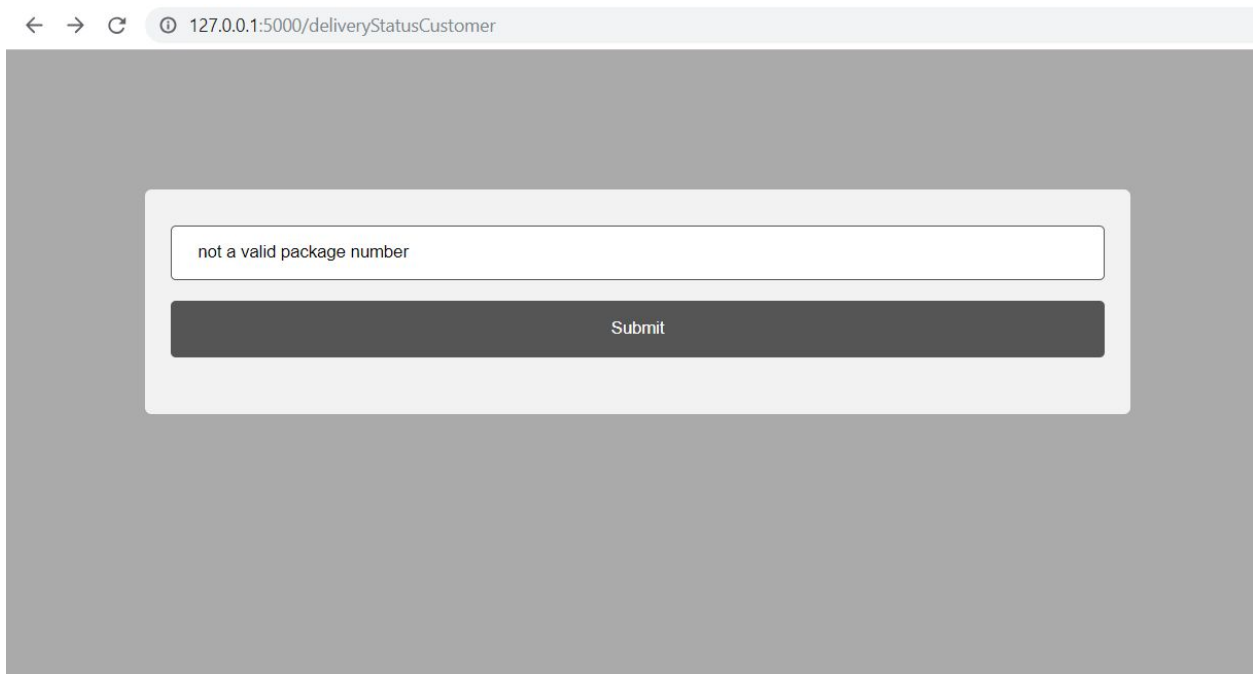 127.0.0.1:5000/deliveryStatusCustomer
not a valid package number
Submit